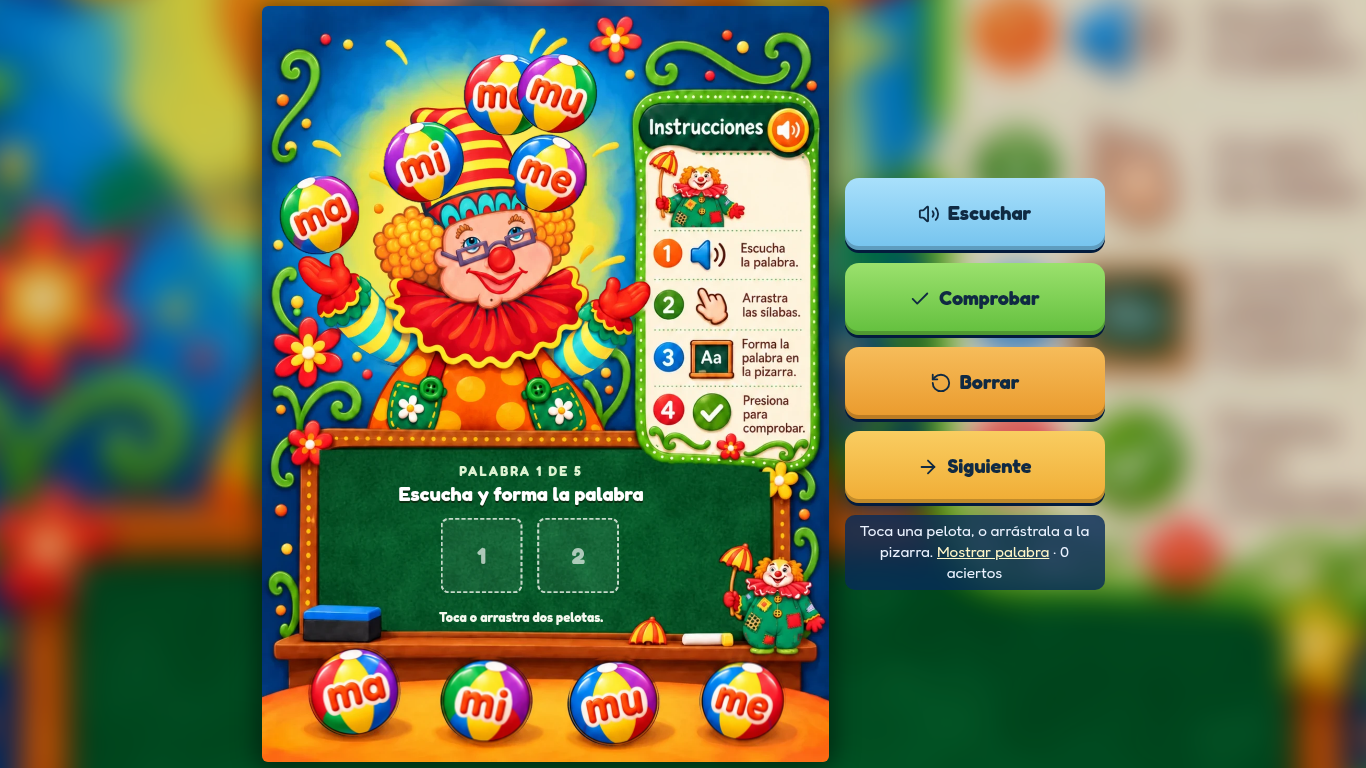 mu
mi
me
ma
Instrucciones
1 Escucha
la palabra.
2 Arrastra
las sílabas.
3 Aa Forma la
palabra en
la pizarra.
4 Presiona
para
comprobar.
PALABRA 1 DE 5
Escucha y forma la palabra
1 2
Toca o arrastra dos pelotas.
ma mi mu me
Escuchar
Comprobar
Borrar
Siguiente
Toca una pelota, o arrástrala a la
pizarra. Mostrar palabra · 0
aciertos